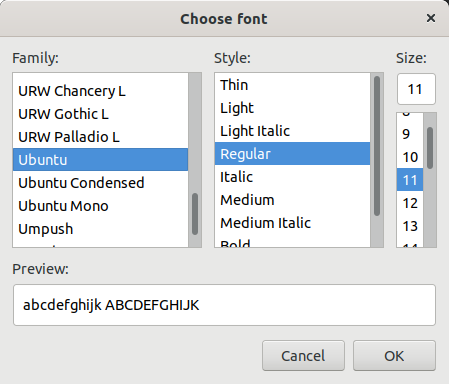 Choose font
Family:
Style:
Size:
URW Chancery L
URW Gothic L
URW Palladio L
Ubuntu
Ubuntu Condensed
Ubuntu Mono
Umpush
Thin
Light
Light Italic
Regular
Italic
Medium
Medium Italic
Bold
11
9
10
11
12
13
14
Preview:
abcdefghijk ABCDEFGHIJK
Cancel
OK